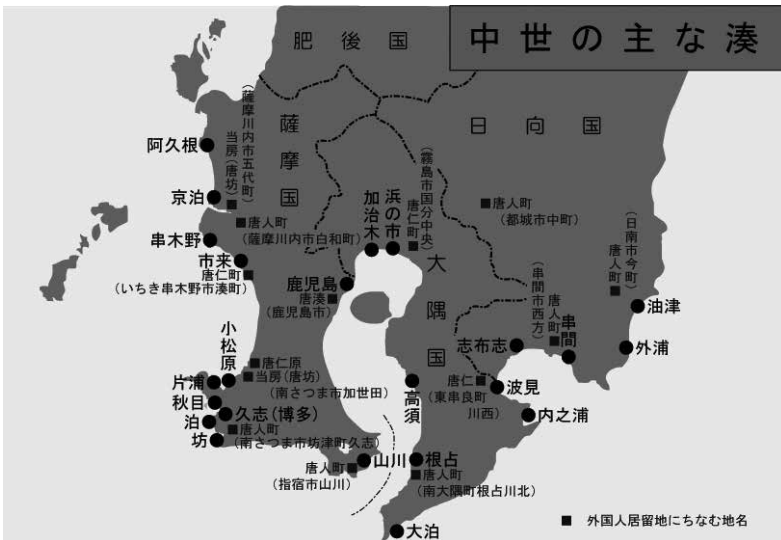 中世の主な湊
肥後国
薩摩国
日向国
大隅国
阿久根
当房(唐坊)
(薩摩川内市五代町)
京泊
唐人町
(薩摩川内市白和町)
串木野
市来
唐仁町
(いちき串木野市湊町)
鹿児島
唐湊
(鹿児島市)
加治木
浜の市
唐仁町
(霧島市国分中央)
唐人町
(都城市中町)
唐人町
(日南市今町)
油津
外浦
唐人町
(串間市西方)
串間
志布志
唐仁
(東串良町
川西)
波見
内之浦
小松原
唐仁原
当房(唐坊)
(南さつま市加世田)
片浦
秋目
久志(博多)
泊
唐人町
(南さつま市坊津町久志)
坊
高須
山川
唐人町
(指宿市山川)
根占
唐人町
(南大隅町根占川北)
大泊
■ 外国人居留地にちなむ地名